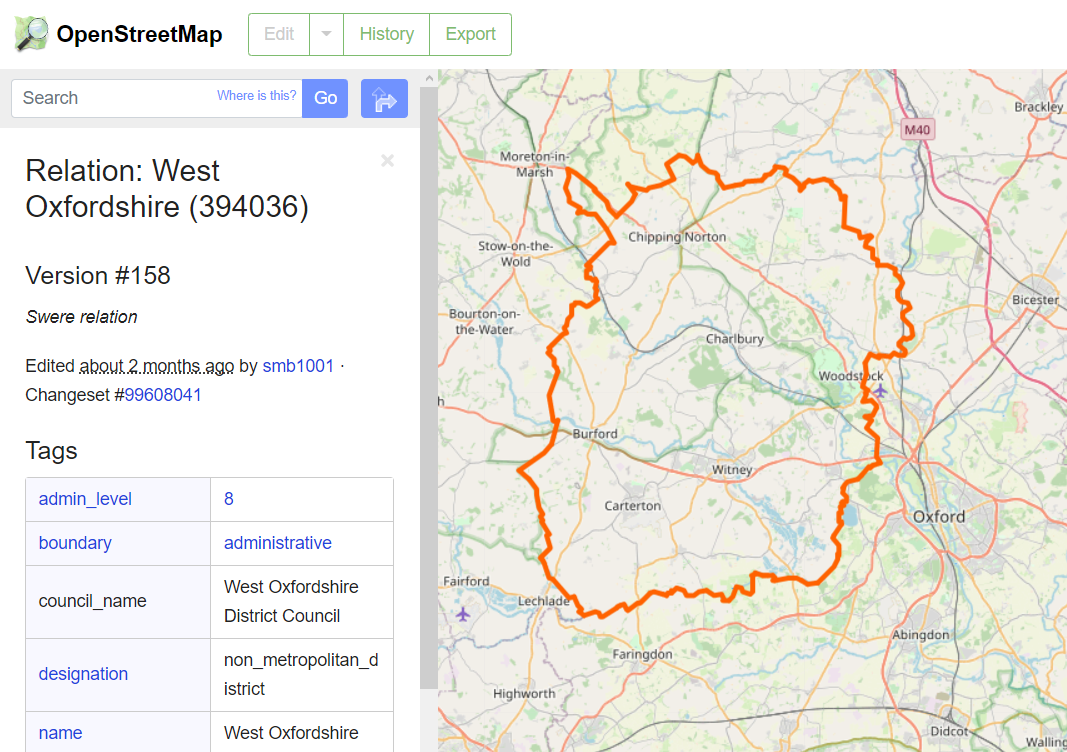 OpenStreetMap
Edit
History
Export
Search
Where is this?
Go
Relation: West
Oxfordshire (394036)
×
Version #158
Swere relation
Edited about 2 months ago by smb1001 ·
Changeset #99608041
Tags
admin_level 8
boundary administrative
council_name
West Oxfordshire
District Council
designation
non_metropolitan_d
istrict
name West Oxfordshire
Brackley
M40
Moreton-in-
Marsh
Chipping Norton
Stow-on-the-
Wold
Bicester
Bourton-on-
the-Water
Charlbury
Woodstock
h
Burford
Witney
Carterton
Oxford
Fairford
Lechlade
Abingdon
Faringdon
Highworth
Didcot
Walling